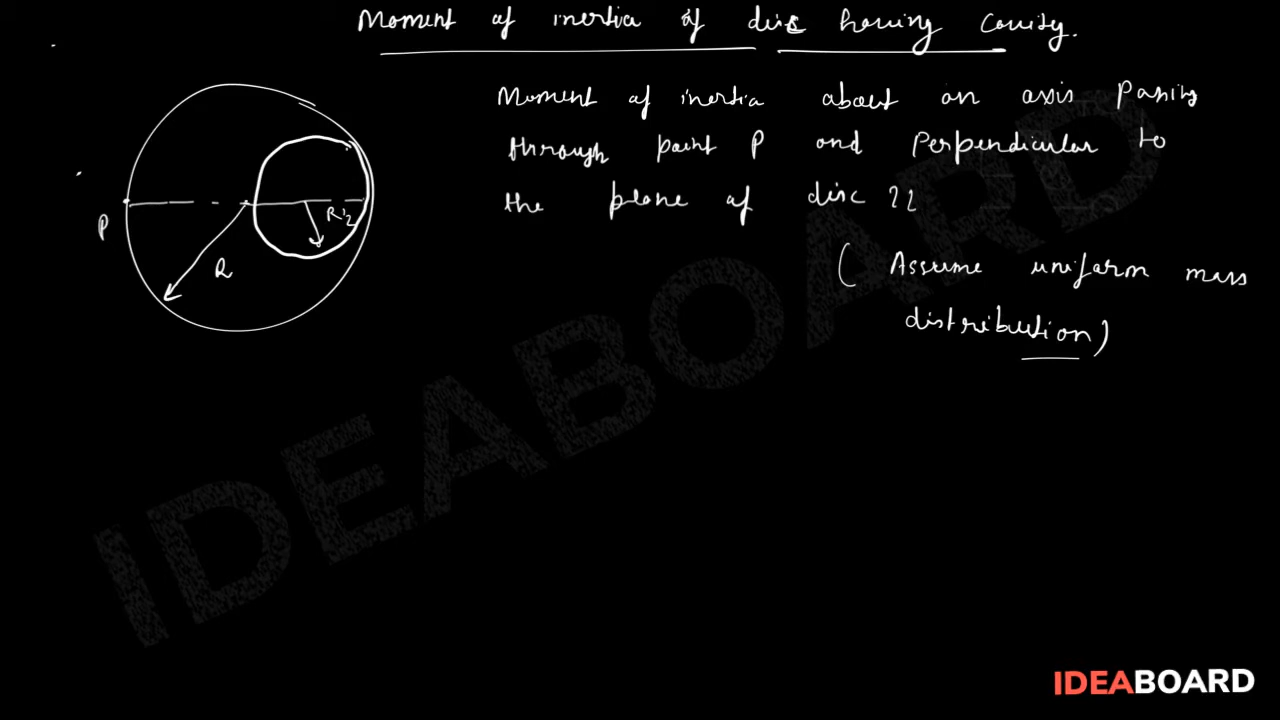 Moment of inertia of disc having cavity.
Moment of inertia about an axis passing
through point P and perpendicular to
the plane of disc ??
(Assume uniform mass
distribution)
P
R
R/2
IDEABOARD
IDEABOARD